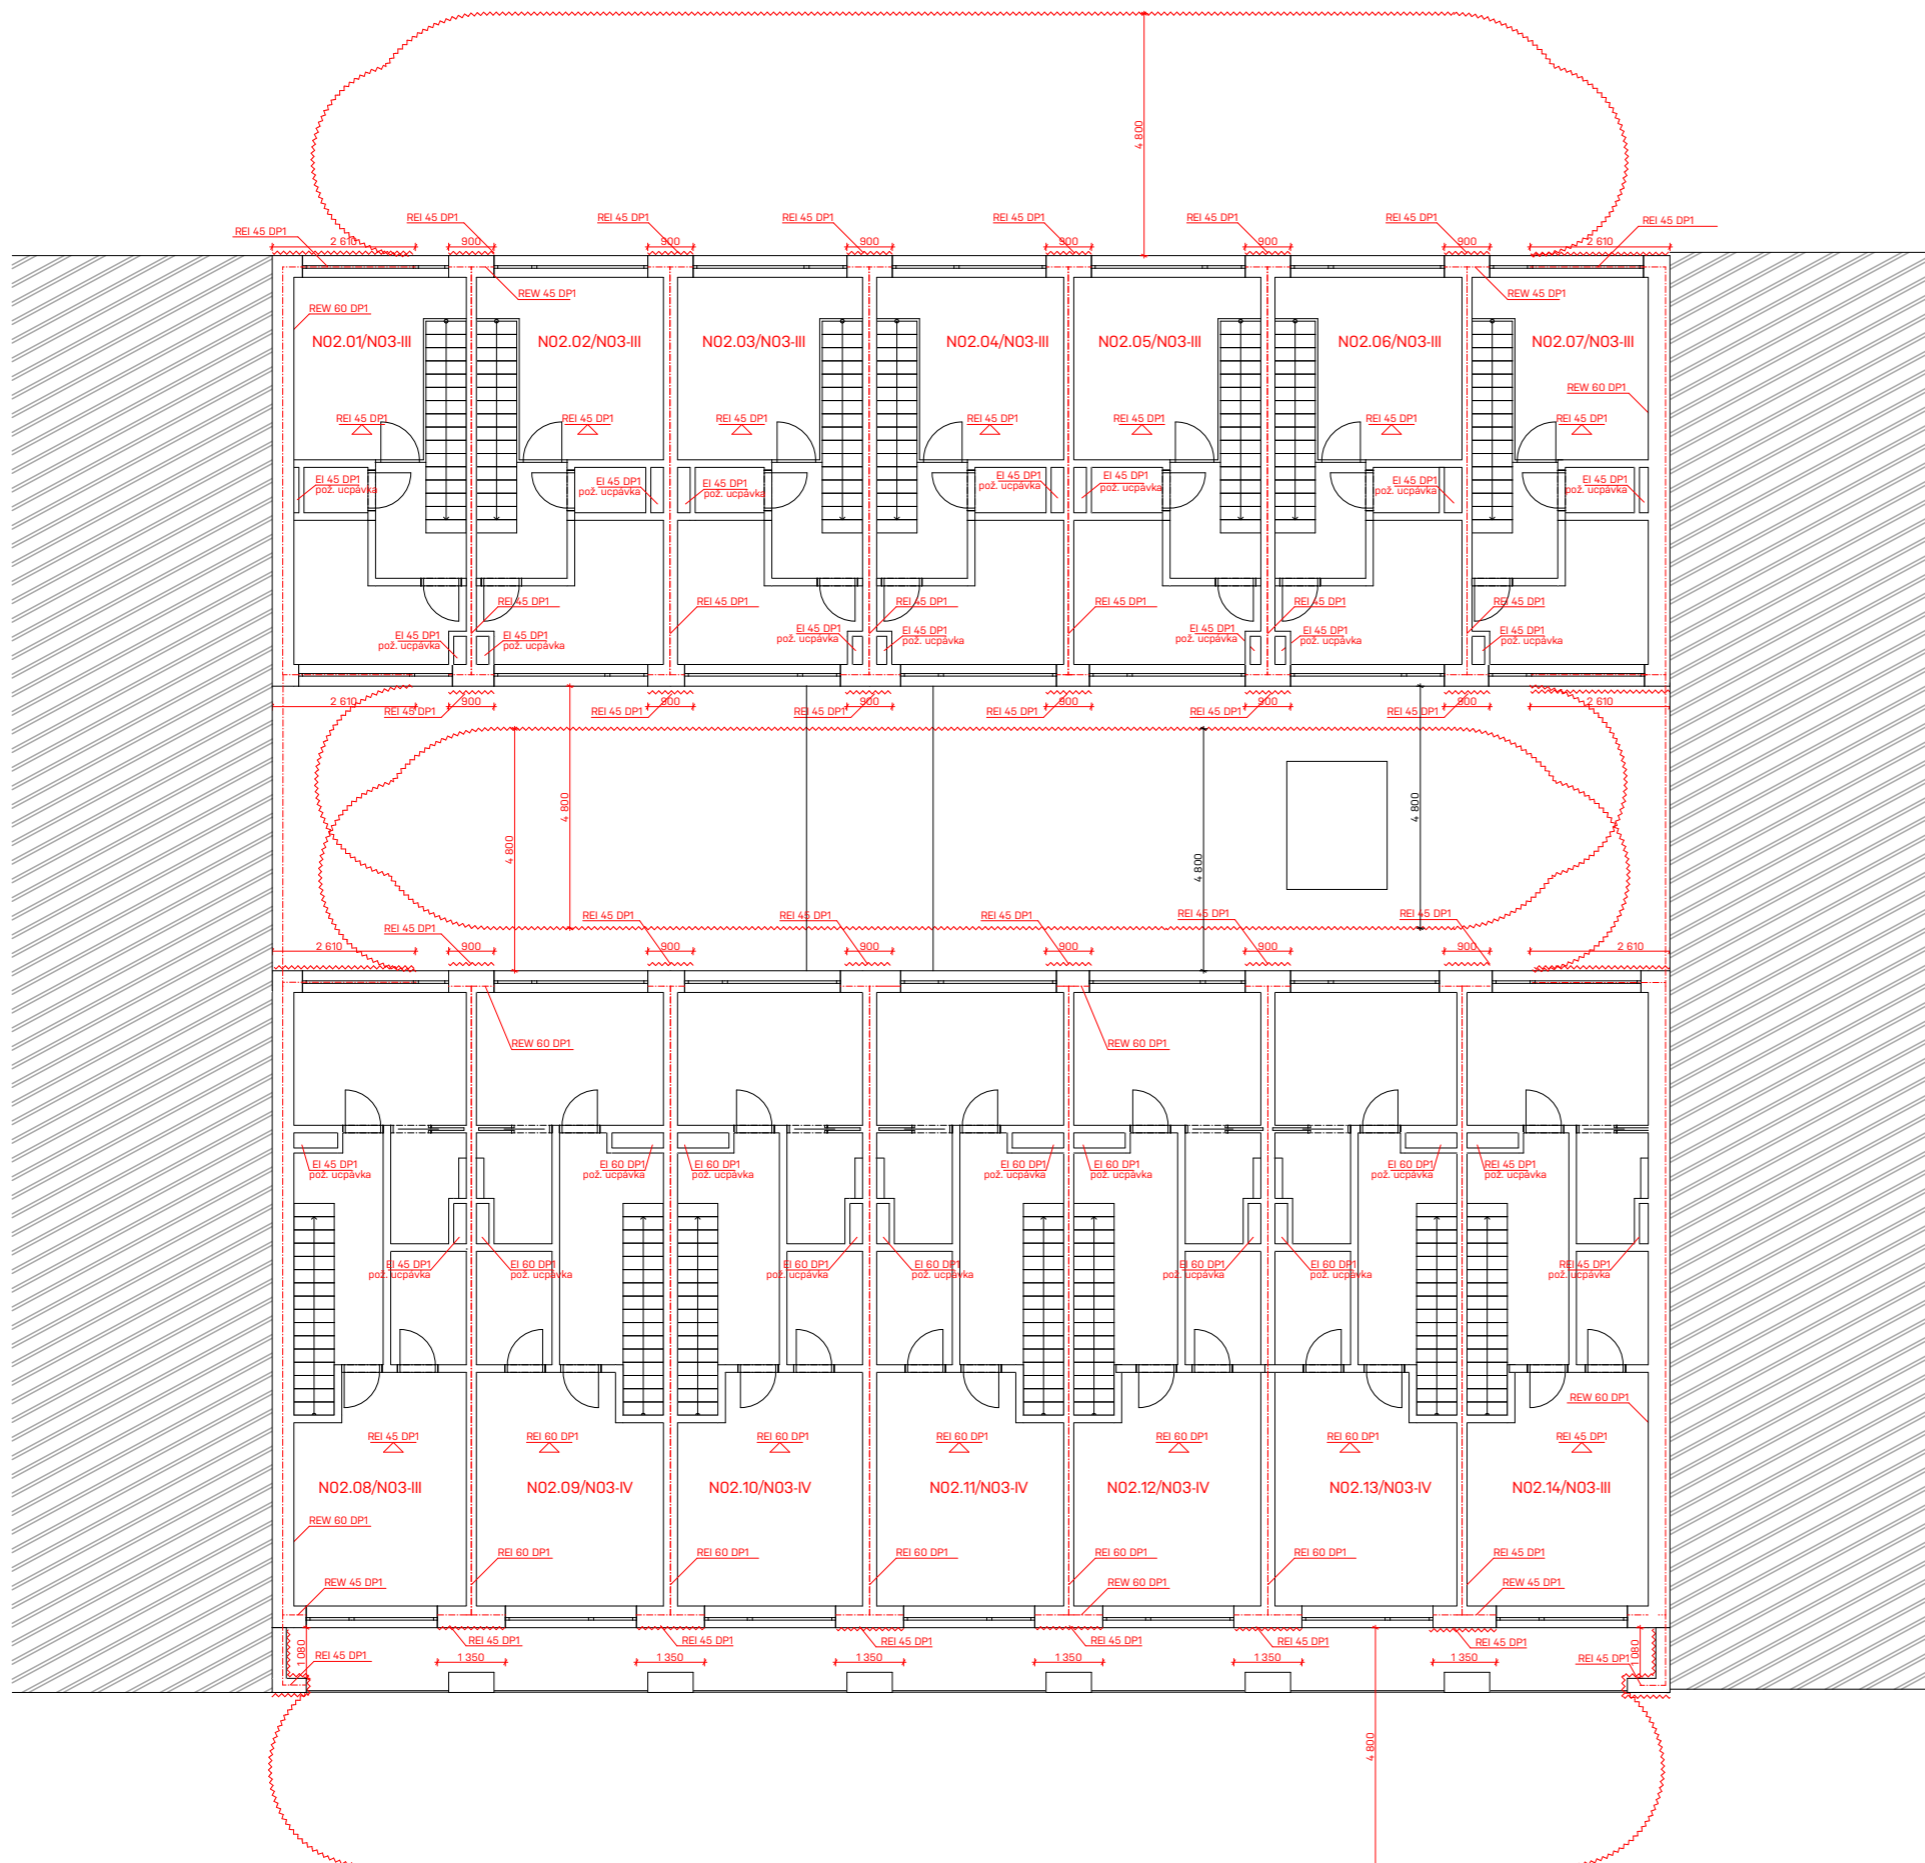 4 800
REI 45 DP1
REI 45 DP1
REI 45 DP1
REI 45 DP1
REI 45 DP1
REI 45 DP1
REI 45 DP1
REI 45 DP1
2 610
900
900
900
900
900
900
2 610
REW 45 DP1
REW 45 DP1
REW 60 DP1
N02.01/N03-III
N02.02/N03-III
N02.03/N03-III
N02.04/N03-III
N02.05/N03-III
N02.06/N03-III
N02.07/N03-III
REW 60 DP1
REI 45 DP1
REI 45 DP1
REI 45 DP1
REI 45 DP1
REI 45 DP1
REI 45 DP1
REI 45 DP1
EI 45 DP1
pož. ucpávka
EI 45 DP1
pož. ucpávka
EI 45 DP1
pož. ucpávka
EI 45 DP1
pož. ucpávka
EI 45 DP1
pož. ucpávka
EI 45 DP1
pož. ucpávka
EI 45 DP1
pož. ucpávka
REI 45 DP1
REI 45 DP1
REI 45 DP1
REI 45 DP1
REI 45 DP1
REI 45 DP1
EI 45 DP1
pož. ucpávka
EI 45 DP1
pož. ucpávka
EI 45 DP1
pož. ucpávka
EI 45 DP1
pož. ucpávka
EI 45 DP1
pož. ucpávka
EI 45 DP1
pož. ucpávka
EI 45 DP1
pož. ucpávka
2 610
900
900
900
900
900
900
2 610
REI 45 DP1
REI 45 DP1
REI 45 DP1
REI 45 DP1
REI 45 DP1
REI 45 DP1
4 800
4 800
4 800
4 800
REI 45 DP1
REI 45 DP1
REI 45 DP1
REI 45 DP1
REI 45 DP1
REI 45 DP1
2 610
900
900
900
900
900
900
2 610
REW 60 DP1
REW 60 DP1
EI 45 DP1
pož. ucpávka
EI 60 DP1
pož. ucpávka
EI 60 DP1
pož. ucpávka
EI 60 DP1
pož. ucpávka
EI 60 DP1
pož. ucpávka
EI 60 DP1
pož. ucpávka
REI 45 DP1
pož. ucpávka
EI 45 DP1
pož. ucpávka
EI 60 DP1
pož. ucpávka
EI 60 DP1
pož. ucpávka
EI 60 DP1
pož. ucpávka
EI 60 DP1
pož. ucpávka
EI 60 DP1
pož. ucpávka
REI 45 DP1
pož. ucpávka
REW 60 DP1
REI 45 DP1
REI 60 DP1
REI 60 DP1
REI 60 DP1
REI 60 DP1
REI 60 DP1
REI 45 DP1
N02.08/N03-III
N02.09/N03-IV
N02.10/N03-IV
N02.11/N03-IV
N02.12/N03-IV
N02.13/N03-IV
N02.14/N03-III
REW 60 DP1
REI 60 DP1
REI 60 DP1
REI 60 DP1
REI 60 DP1
REI 60 DP1
REI 45 DP1
REW 45 DP1
REW 60 DP1
REW 45 DP1
REI 45 DP1
REI 45 DP1
REI 45 DP1
REI 45 DP1
REI 45 DP1
REI 45 DP1
1 080
REI 45 DP1
1 350
1 350
1 350
1 350
1 350
1 350
REI 45 DP1
1 080
4 800